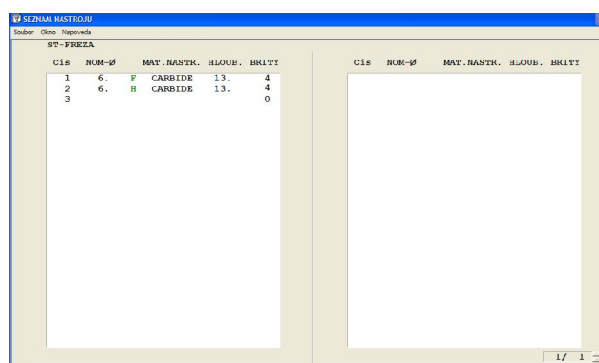 SEZNAM NASTROJU
Soubor Okno Napoveda
ST-FREZA
Cis NOM-Ø MAT.NASTR. HLOUB. BRITY
1 6. F CARBIDE 13. 4
2 6. H CARBIDE 13. 4
3 0
Cis NOM-Ø MAT.NASTR. HLOUB. BRITY
1/ 1